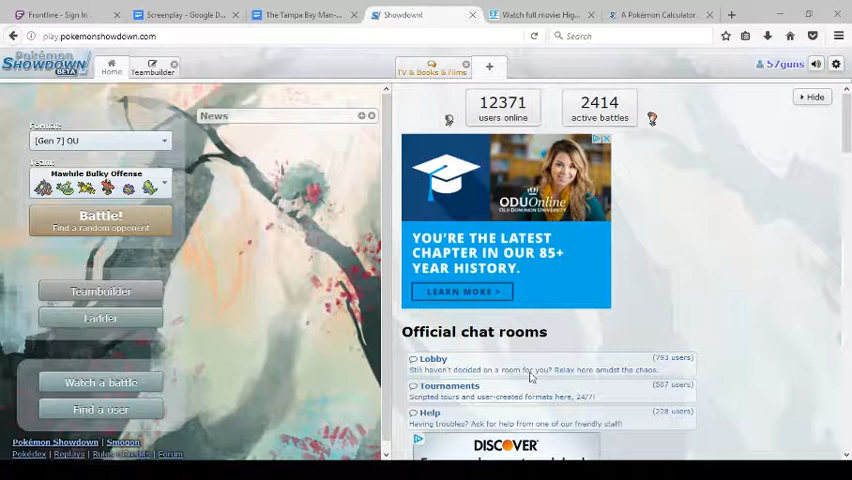 Frontline - Sign In
Screenplay - Google D...
The Tampa Bay Man-...
Showdown!
Watch full movie: Hig...
A Pokémon Calculator...
play.pokemonshowdown.com
Search
Pokémon
SHOWDOWN
BETA
Home
Teambuilder
TV & Books & Films
57guns
News
12371
users online
2414
active battles
Hide
Format:
[Gen 7] OU
Team:
Mawhile Bulky Offense
Battle!
Find a random opponent
Teambuilder
Ladder
Watch a battle
Find a user
Pokémon Showdown | Smogon
Pokédex | Replays | Rules | Credits | Forum
ODUOnline
OLD DOMINION UNIVERSITY
YOU'RE THE LATEST
CHAPTER IN OUR 85+
YEAR HISTORY.
LEARN MORE >
Official chat rooms
Lobby (793 users)
Still haven't decided on a room for you? Relax here amidst the chaos.
Tournaments (507 users)
Scripted tours and user-created formats here, 24/7!
Help (228 users)
Having troubles? Ask for help from one of our friendly staff!
DISCOVER